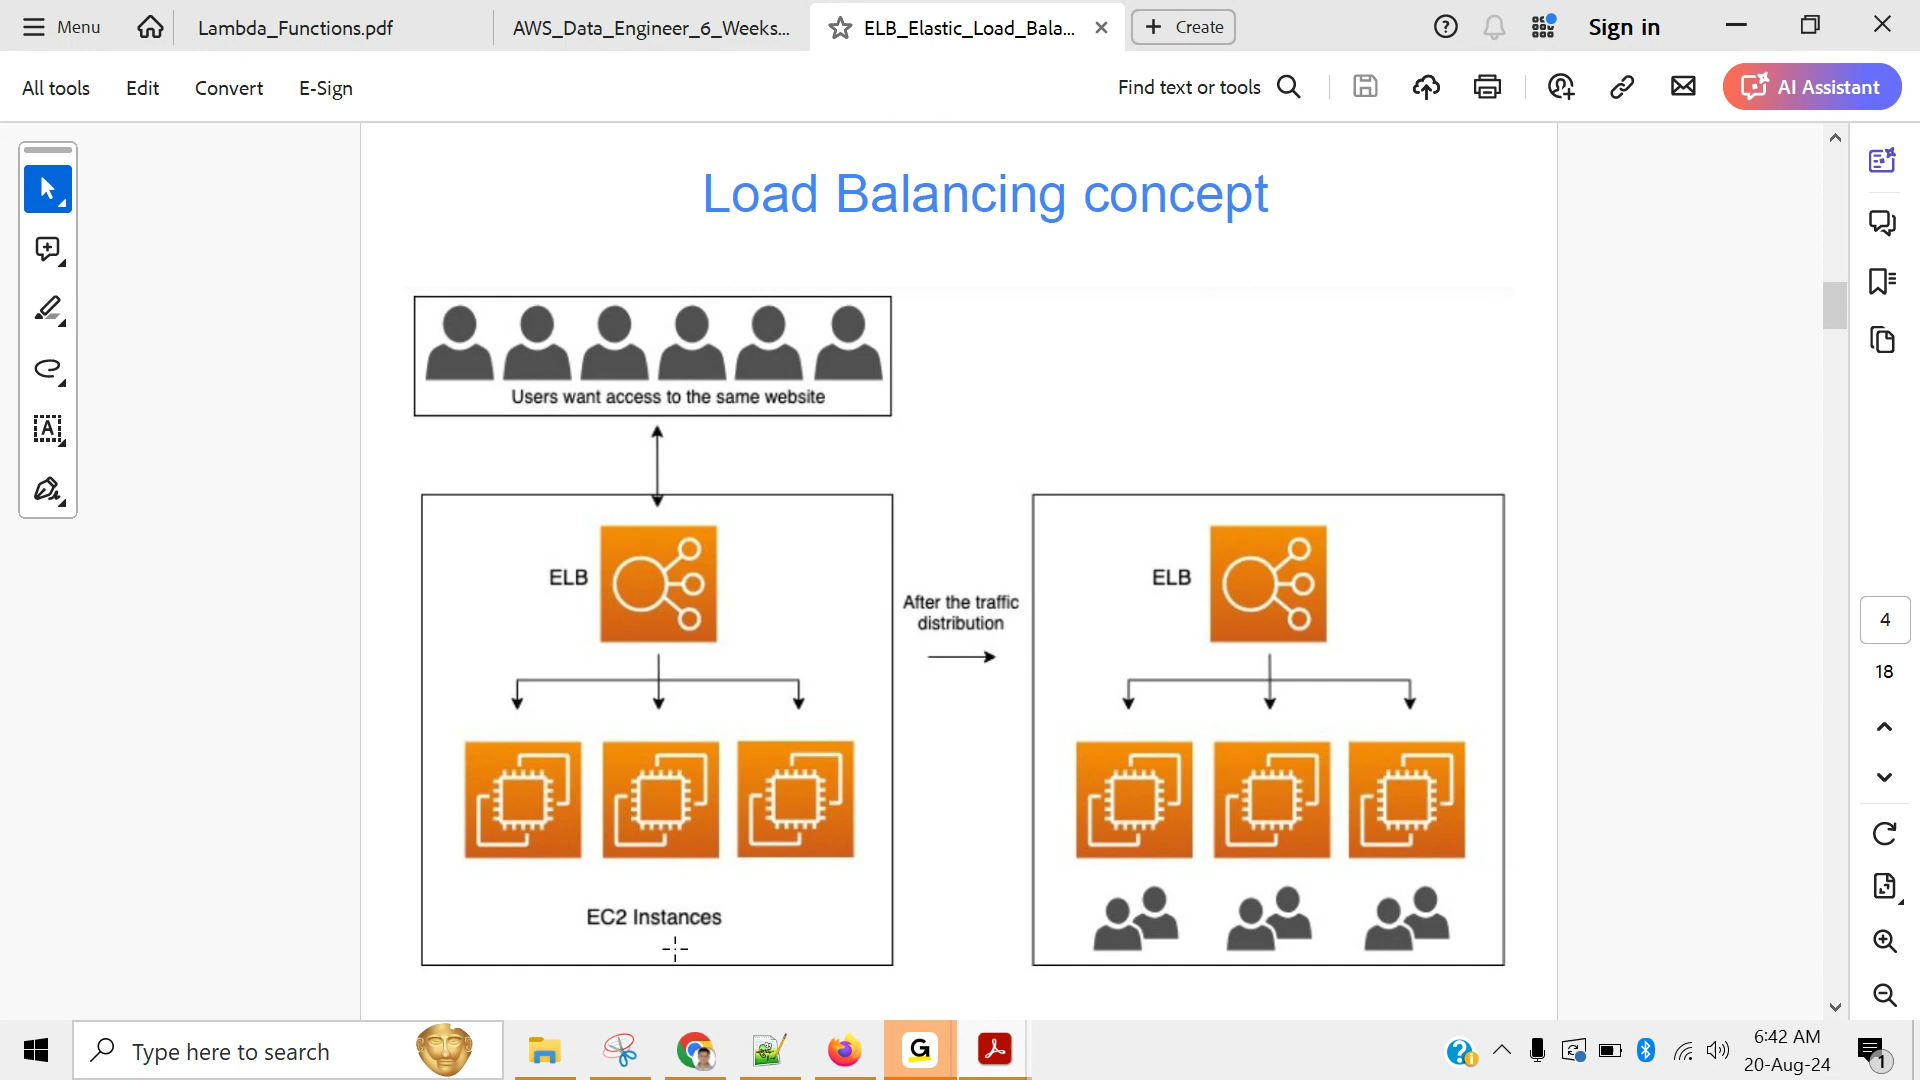 Menu
Lambda_Functions.pdf
AWS_Data_Engineer_6_Weeks...
ELB_Elastic_Load_Bala...
Create
Sign in
All tools
Edit
Convert
E-Sign
Find text or tools
AI Assistant
Load Balancing concept
Users want access to the same website
ELB
After the traffic
distribution
ELB
EC2 Instances
4
18
Type here to search
G
6:42 AM
20-Aug-24
1